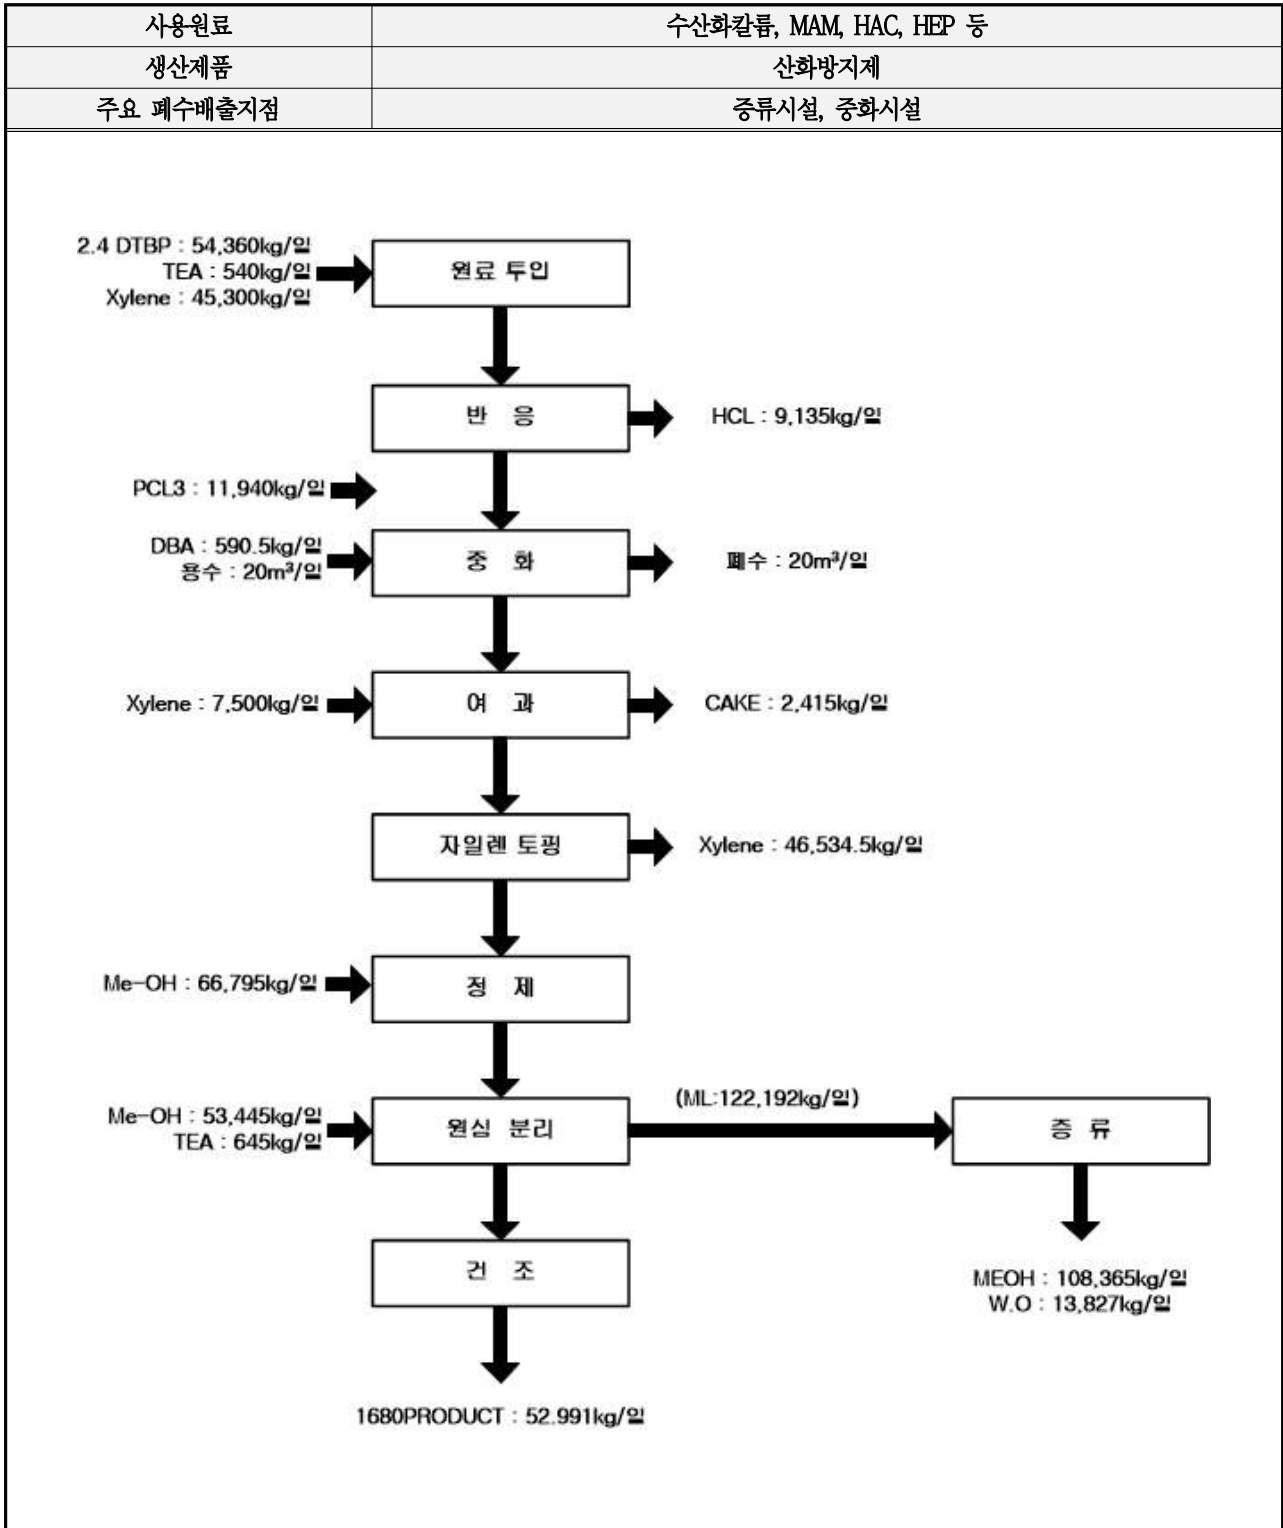 사용원료 수산화칼륨, MAM, HAC, HEP 등
생산제품 산화방지제
주요 폐수배출지점 증류시설, 중화시설
2.4 DTBP : 54,360kg/일
TEA : 540kg/일
Xylene : 45,300kg/일
원료 투입
반 응
HCL : 9,135kg/일
PCL3 : 11,940kg/일
DBA : 590.5kg/일
용수 : 20m³/일
중 화
폐수 : 20m³/일
Xylene : 7,500kg/일
여 과
CAKE : 2,415kg/일
자일렌 토핑
Xylene : 46,534.5kg/일
Me-OH : 66,795kg/일
정 제
Me-OH : 53,445kg/일
TEA : 645kg/일
원심 분리
(ML:122,192kg/일)
증 류
건 조
MEOH : 108,365kg/일
W.O : 13,827kg/일
1680PRODUCT : 52.991kg/일